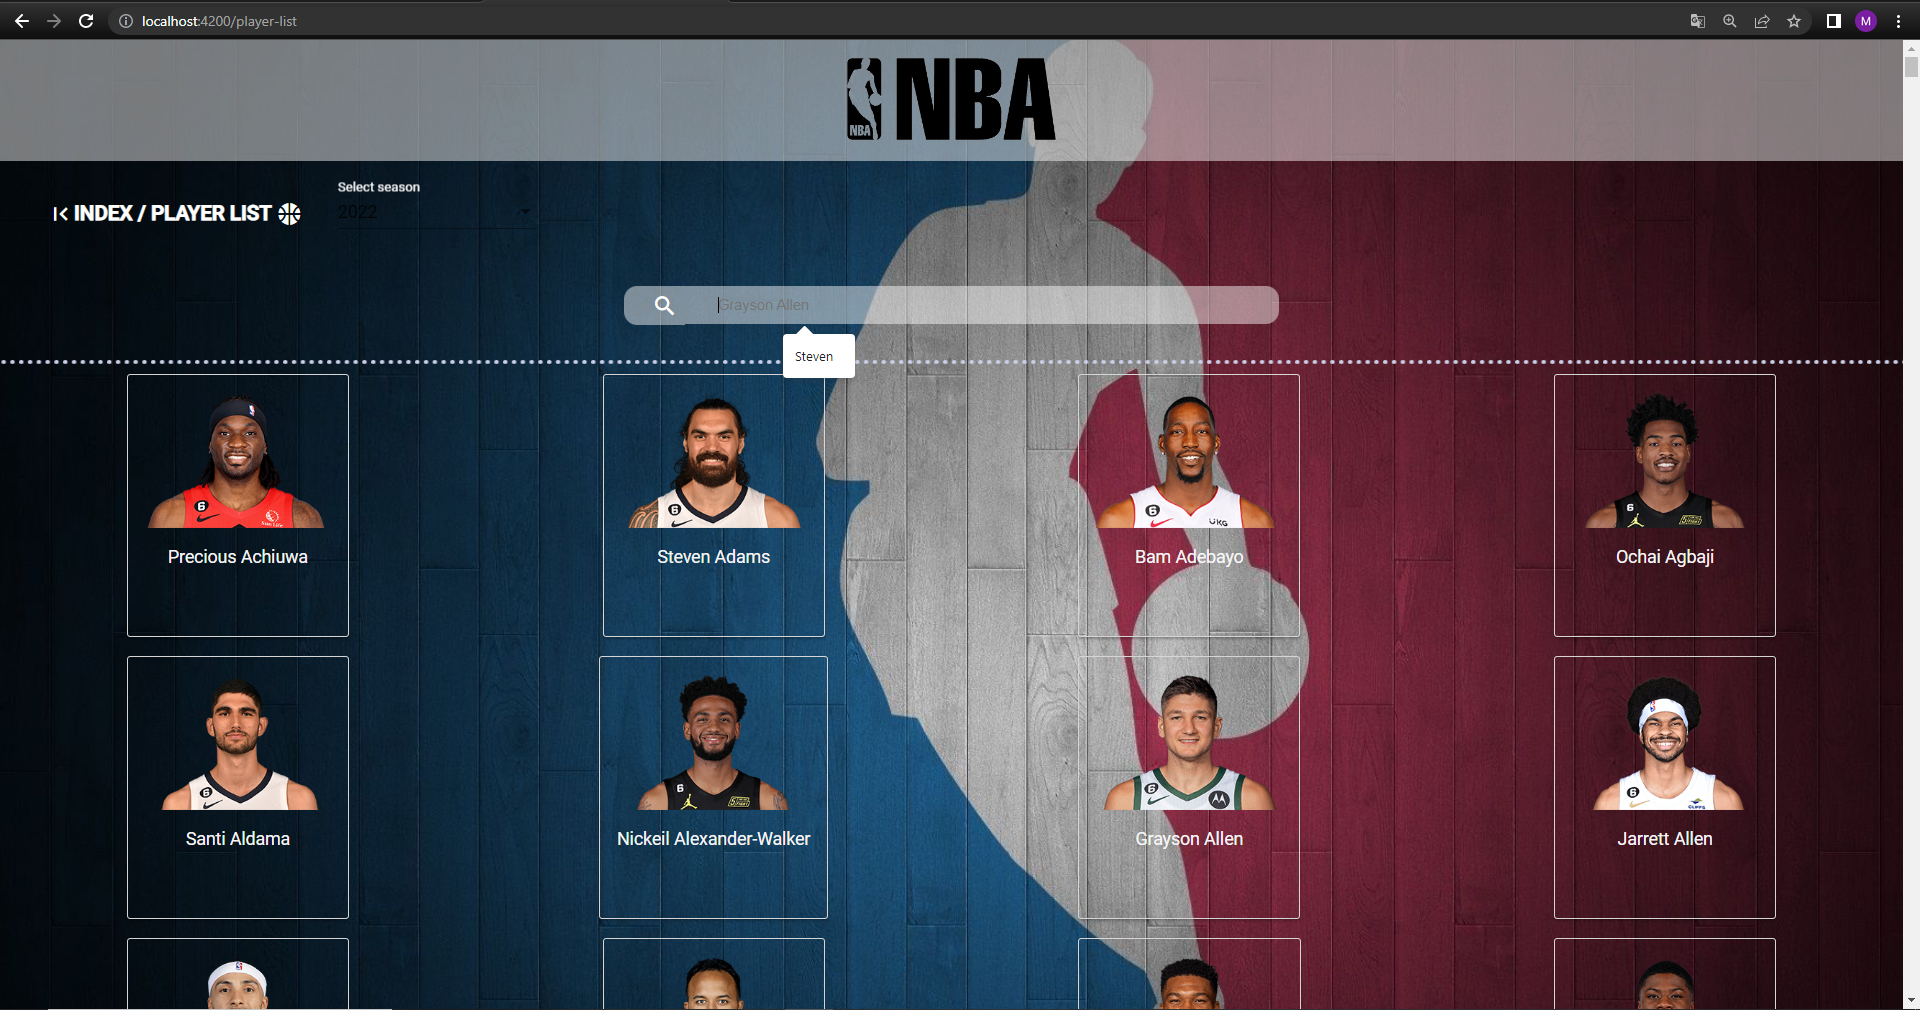 localhost:4200/player-list
M
NBA
NBA
Select season
INDEX / PLAYER LIST
2022
Grayson Allen
Steven
Precious Achiuwa
Steven Adams
Bam Adebayo
Ochai Agbaji
Santi Aldama
Nickeil Alexander-Walker
Grayson Allen
Jarrett Allen